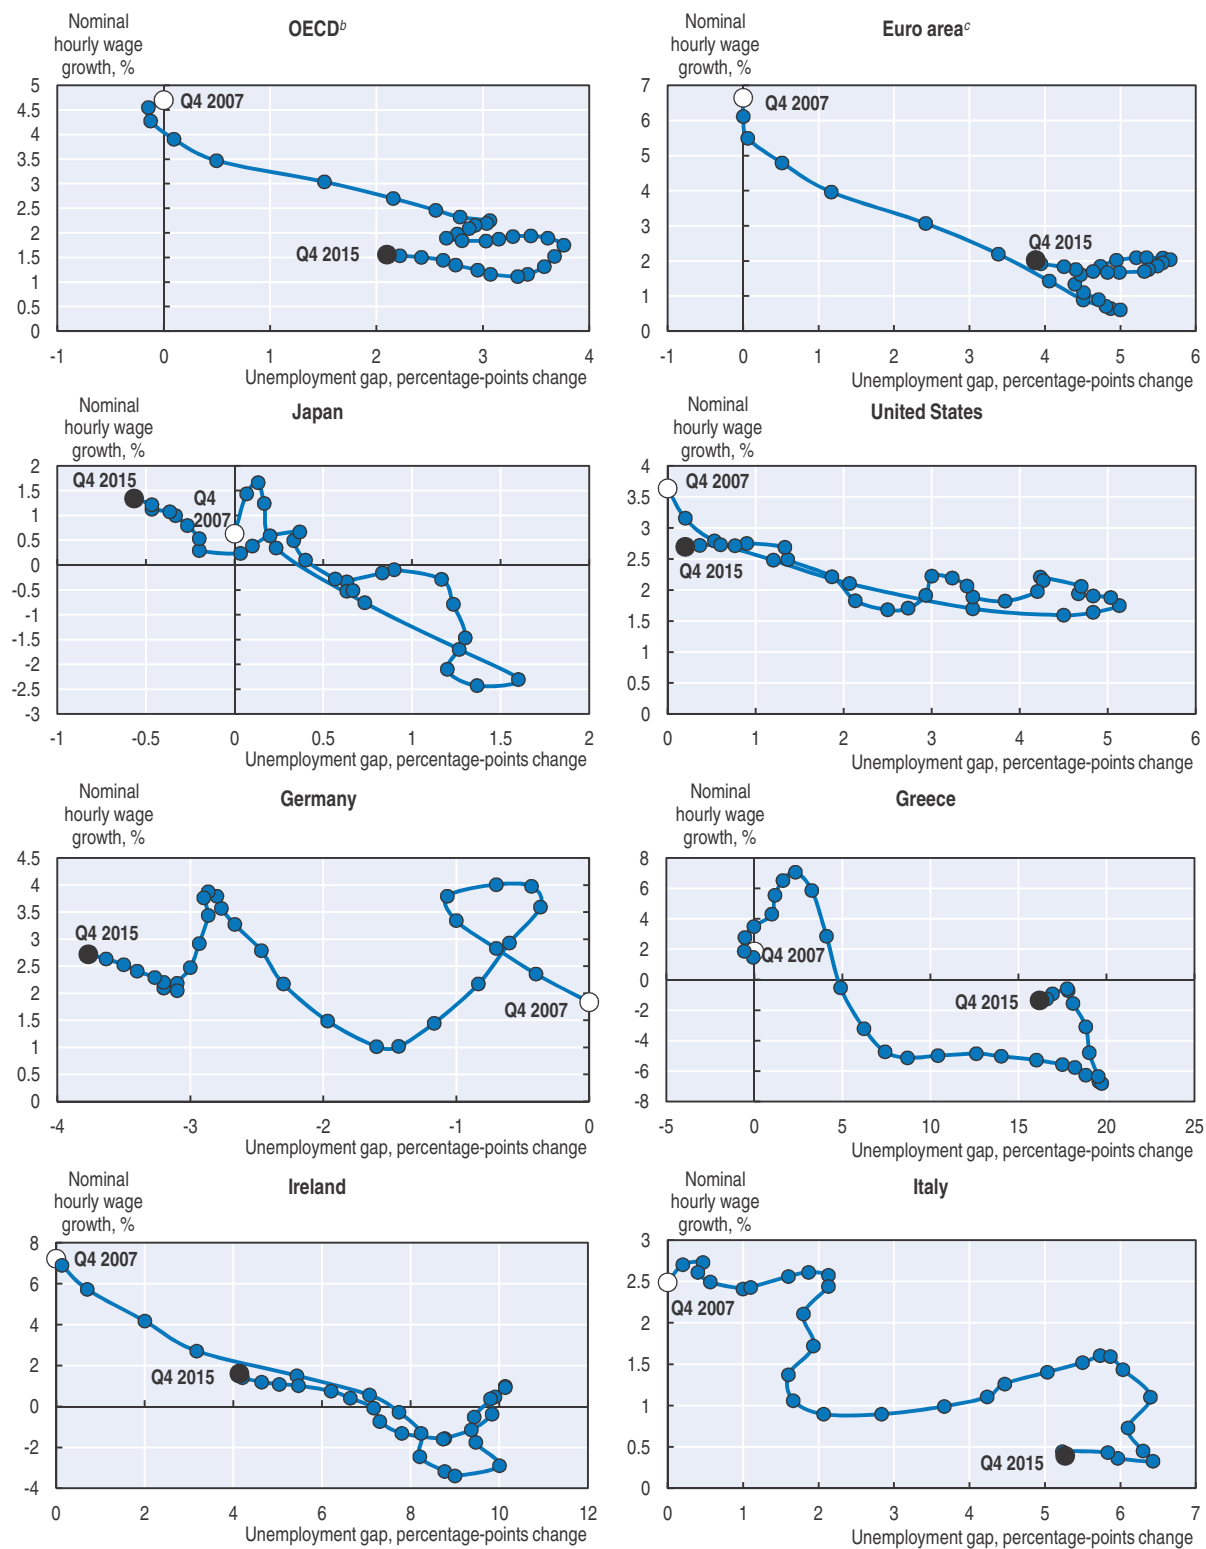 Nominal
hourly wage
growth, %
OECDb
5
4.5
4
3.5
3
2.5
2
1.5
1
0.5
0
Q4 2007
Q4 2015
-1 0 1 2 3 4
Unemployment gap, percentage-points change
Nominal
hourly wage
growth, %
Euro areac
7
6
5
4
3
2
1
0
Q4 2007
Q4 2015
-1 0 1 2 3 4 5 6
Unemployment gap, percentage-points change
Nominal
hourly wage
growth, %
Japan
2
1.5
1
0.5
0
-0.5
-1
-1.5
-2
-2.5
-3
Q4 2015
Q4
2007
-1 -0.5 0 0.5 1 1.5 2
Unemployment gap, percentage-points change
Nominal
hourly wage
growth, %
United States
4
3.5
3
2.5
2
1.5
1
0.5
0
Q4 2007
Q4 2015
0 1 2 3 4 5 6
Unemployment gap, percentage-points change
Nominal
hourly wage
growth, %
Germany
4.5
4
3.5
3
2.5
2
1.5
1
0.5
0
Q4 2015
Q4 2007
-4 -3 -2 -1 0
Unemployment gap, percentage-points change
Nominal
hourly wage
growth, %
Greece
8
6
4
2
0
-2
-4
-6
-8
Q4 2007
Q4 2015
-5 0 5 10 15 20 25
Unemployment gap, percentage-points change
Nominal
hourly wage
growth, %
Ireland
8
6
4
2
0
-2
-4
Q4 2007
Q4 2015
0 2 4 6 8 10 12
Unemployment gap, percentage-points change
Nominal
hourly wage
growth, %
Italy
3
2.5
2
1.5
1
0.5
0
Q4 2007
Q4 2015
0 1 2 3 4 5 6 7
Unemployment gap, percentage-points change